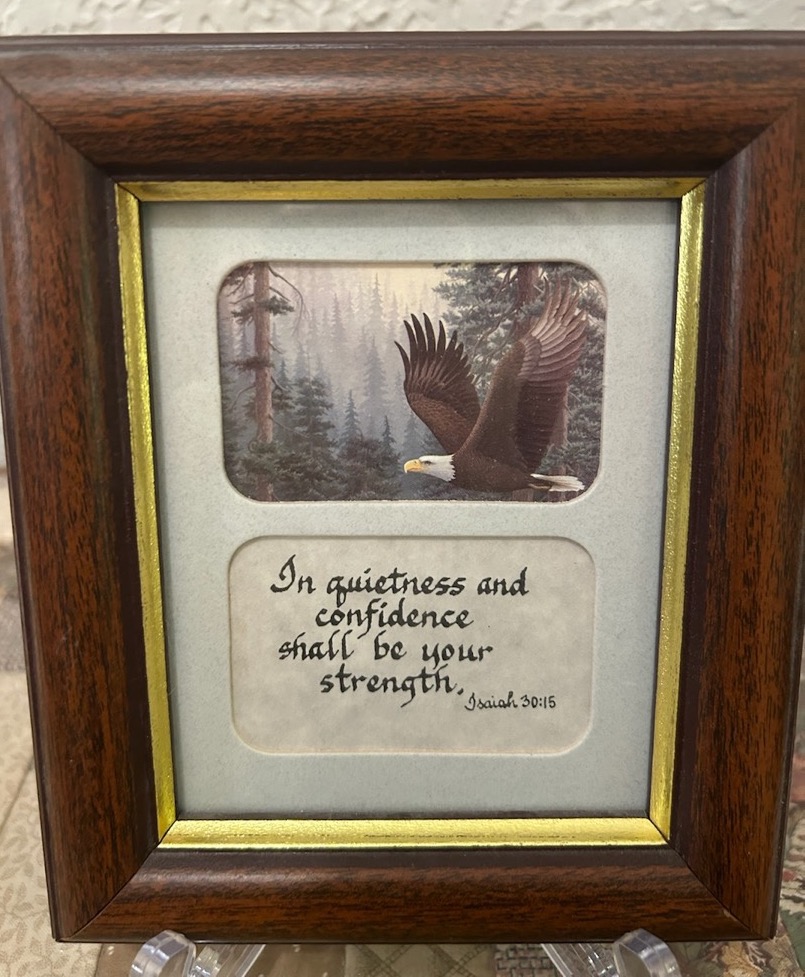 In quietness and
confidence
shall be your
strength.
Isaiah 30:15